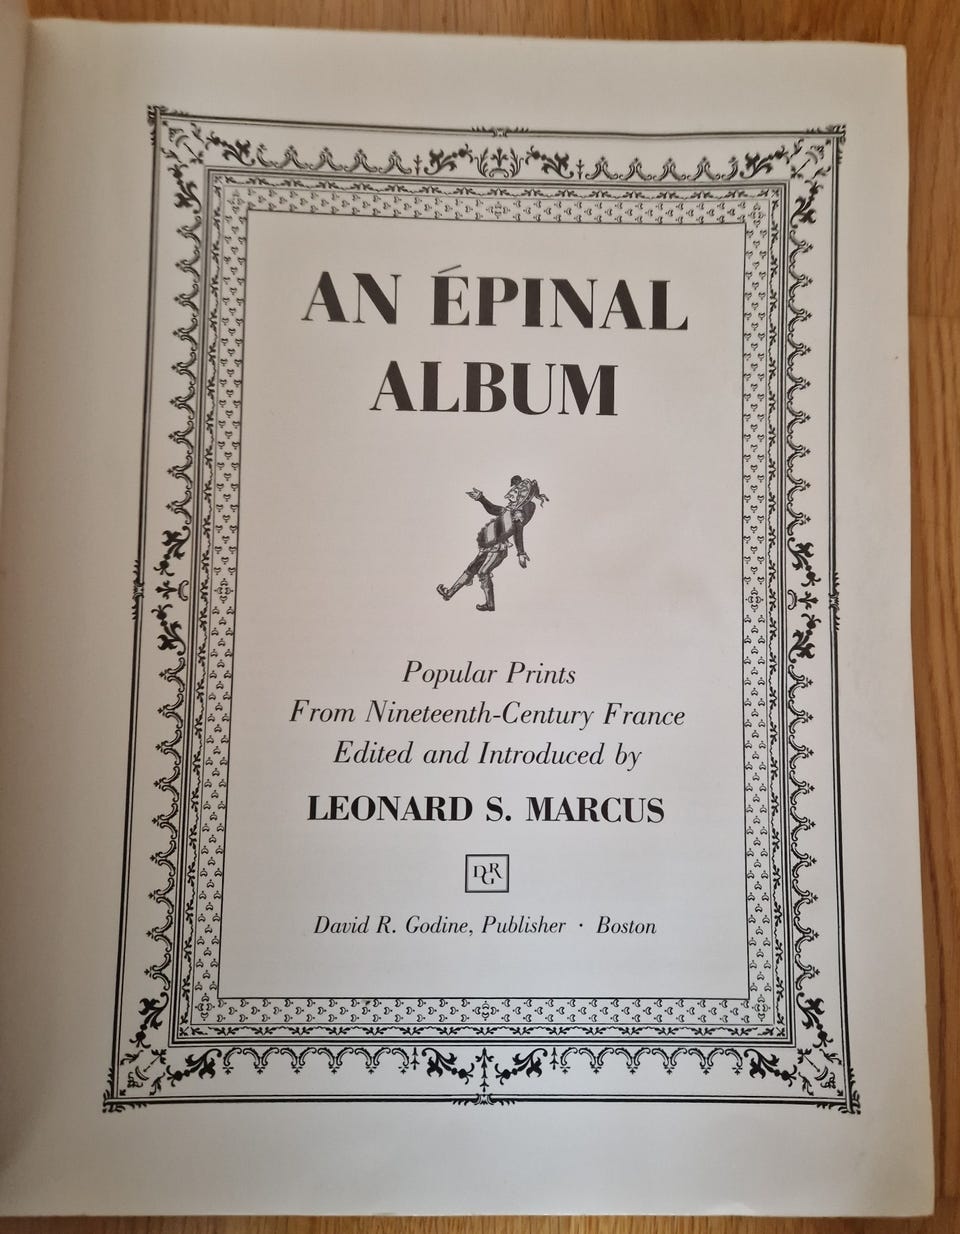 AN ÉPINAL
ALBUM
Popular Prints
From Nineteenth-Century France
Edited and Introduced by
LEONARD S. MARCUS
DGR
David R. Godine, Publisher · Boston